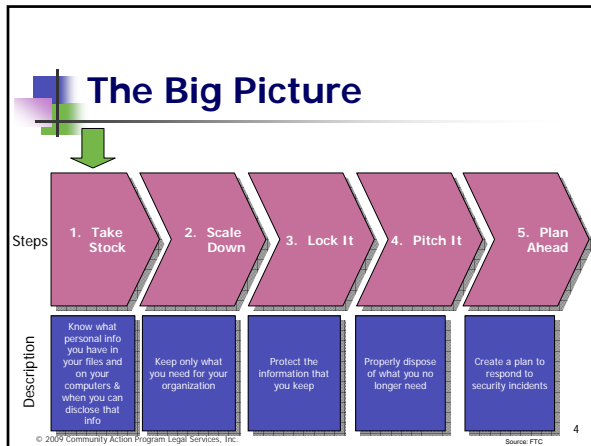 The Big Picture
Steps
1. Take
Stock
2. Scale
Down
3. Lock It
4. Pitch It
5. Plan
Ahead
Description
Know what
personal info
you have in
your files and
on your
computers &
when you can
disclose that
info
Keep only what
you need for your
organization
Protect the
information that
you keep
Properly dispose
of what you no
longer need
Create a plan to
respond to
security incidents
4
© 2009 Community Action Program Legal Services, Inc.
Source: FTC